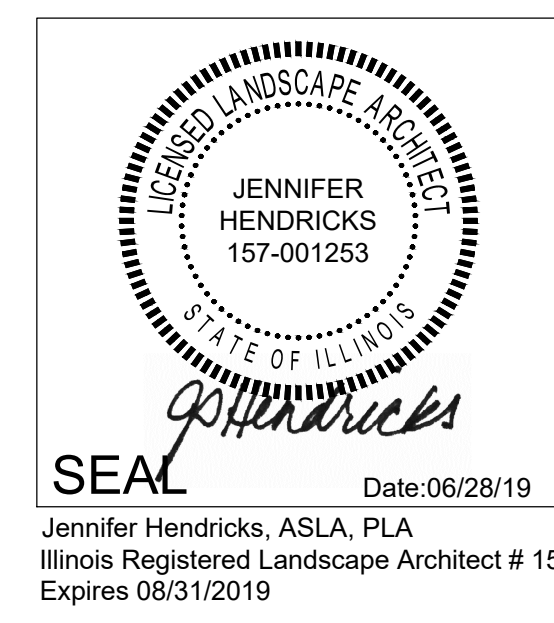 LICENSED LANDSCAPE ARCHITECT
JENNIFER
HENDRICKS
157-001253
STATE OF ILLINOIS
JSHendricks
SEAL
Date:06/28/19
Jennifer Hendricks, ASLA, PLA
Illinois Registered Landscape Architect # 15
Expires 08/31/2019